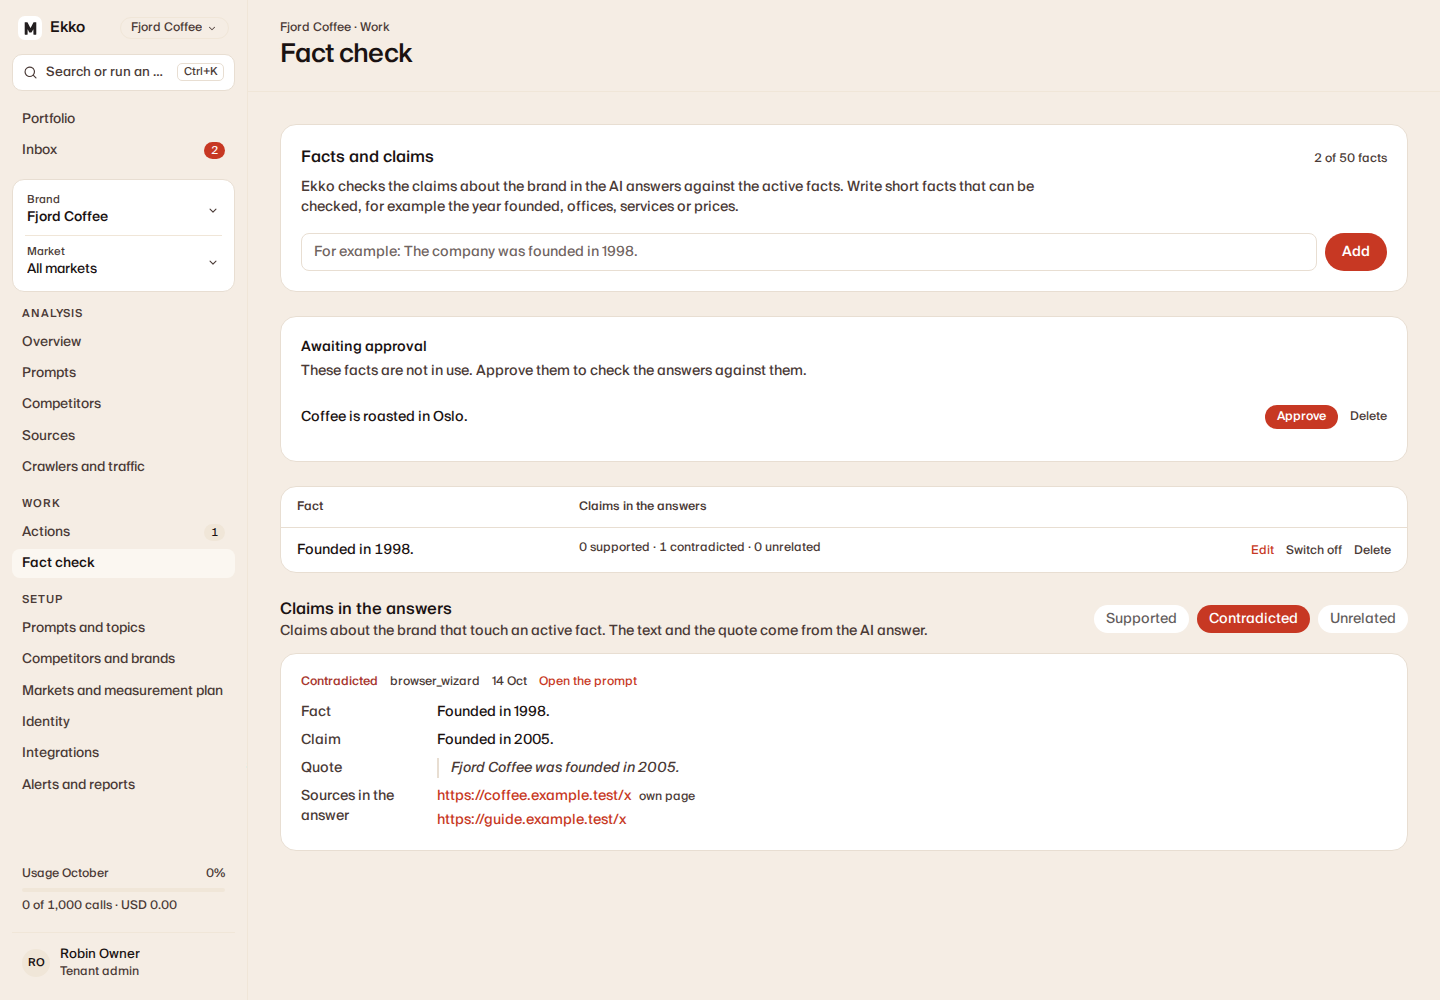 Ekko
Fjord Coffee
Search or run an ...
Ctrl+K
Portfolio
Inbox
2
Brand
Fjord Coffee
Market
All markets
ANALYSIS
Overview
Prompts
Competitors
Sources
Crawlers and traffic
WORK
Actions
1
Fact check
SETUP
Prompts and topics
Competitors and brands
Markets and measurement plan
Identity
Integrations
Alerts and reports
Usage October
0%
0 of 1,000 calls · USD 0.00
RO
Robin Owner
Tenant admin
Fjord Coffee · Work
Fact check
Facts and claims
2 of 50 facts
Ekko checks the claims about the brand in the AI answers against the active facts. Write short facts that can be
checked, for example the year founded, offices, services or prices.
For example: The company was founded in 1998.
Add
Awaiting approval
These facts are not in use. Approve them to check the answers against them.
Coffee is roasted in Oslo.
Approve
Delete
Fact
Claims in the answers
Founded in 1998.
0 supported · 1 contradicted · 0 unrelated
Edit
Switch off
Delete
Claims in the answers
Claims about the brand that touch an active fact. The text and the quote come from the AI answer.
Supported
Contradicted
Unrelated
Contradicted
browser_wizard
14 Oct
Open the prompt
Fact
Founded in 1998.
Claim
Founded in 2005.
Quote
Fjord Coffee was founded in 2005.
Sources in the
answer
https://coffee.example.test/x
own page
https://guide.example.test/x